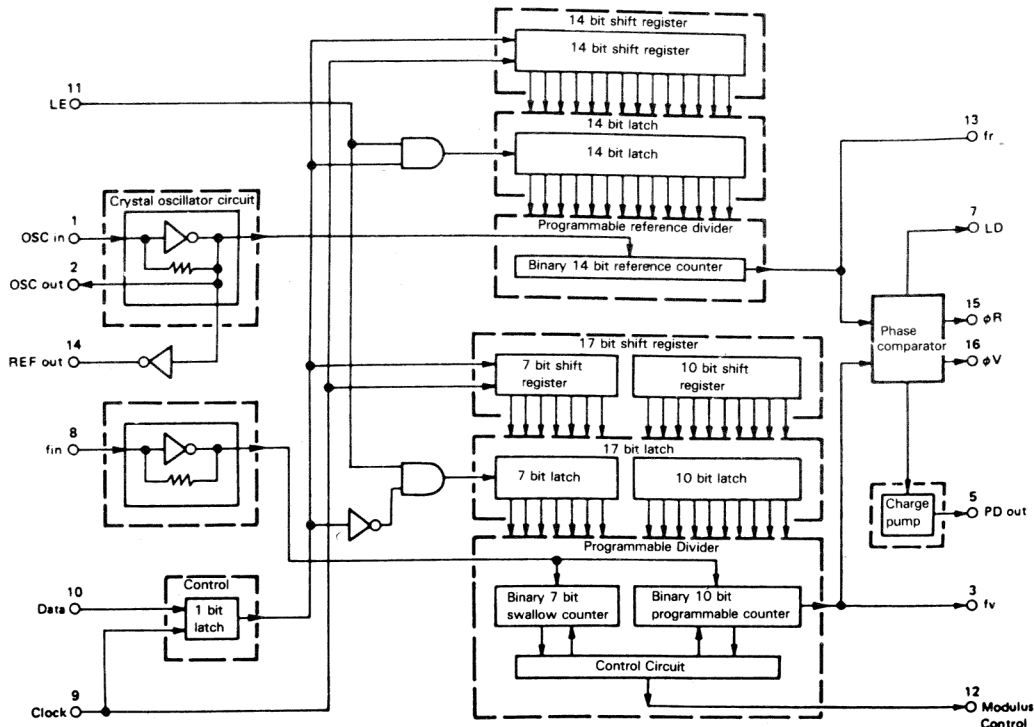 14 bit shift register
14 bit shift register
11
LE
14 bit latch
14 bit latch
13
fr
Crystal oscillator circuit
1
OSC in
2
OSC out
14
REF out
Programmable reference divider
Binary 14 bit reference counter
7
LD
Phase
comparator
15
φR
16
φV
17 bit shift register
7 bit shift
register
10 bit shift
register
8
fin
17 bit latch
7 bit latch
10 bit latch
Charge
pump
5
PD out
Programmable Divider
Binary 7 bit
swallow counter
Binary 10 bit
programmable counter
3
fv
Control
10
Data
1 bit
latch
Control Circuit
9
Clock
12
Modulus
Control